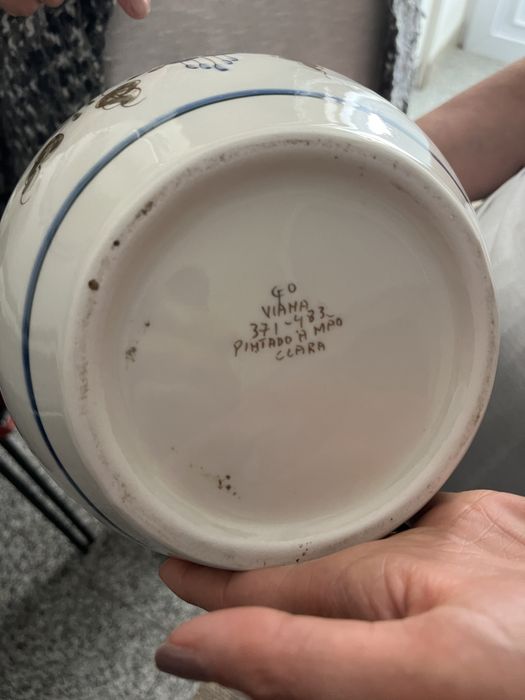 GO
VIANA
371-483
PINTADO À MÃO
CLARA